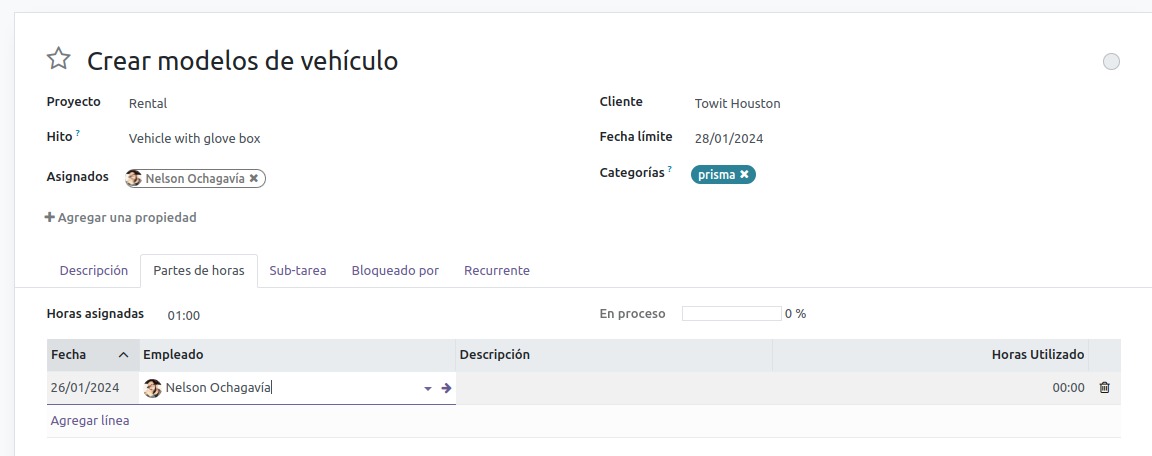 Crear modelos de vehículo
Proyecto Rental
Cliente Towit Houston
Hito ? Vehicle with glove box
Fecha límite 28/01/2024
Asignados Nelson Ochagavía
Categorías ? prisma
Agregar una propiedad
Descripción Partes de horas Sub-tarea Bloqueado por Recurrente
Horas asignadas 01:00
En proceso 0 %
Fecha Empleado Descripción Horas Utilizado
26/01/2024 Nelson Ochagavía 00:00
Agregar línea